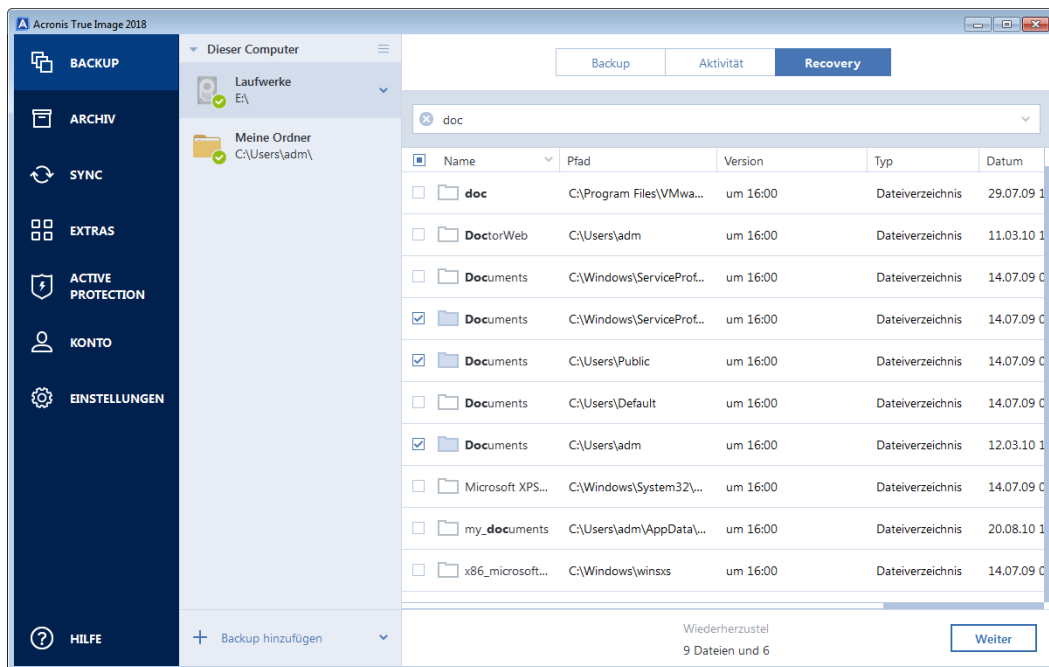 Acronis True Image 2018
BACKUP
ARCHIV
SYNC
EXTRAS
ACTIVE
PROTECTION
KONTO
EINSTELLUNGEN
HILFE
Dieser Computer
Laufwerke
E:\
Meine Ordner
C:\Users\adm\
Backup hinzufügen
Backup Aktivität Recovery
doc
Name Pfad Version Typ Datum
doc C:\Program Files\VMwa... um 16:00 Dateiverzeichnis 29.07.09 1
DoctorWeb C:\Users\adm um 16:00 Dateiverzeichnis 11.03.10 1
Documents C:\Windows\ServiceProf... um 16:00 Dateiverzeichnis 14.07.09 0
Documents C:\Windows\ServiceProf... um 16:00 Dateiverzeichnis 14.07.09 0
Documents C:\Users\Public um 16:00 Dateiverzeichnis 14.07.09 0
Documents C:\Users\Default um 16:00 Dateiverzeichnis 14.07.09 0
Documents C:\Users\adm um 16:00 Dateiverzeichnis 12.03.10 1
Microsoft XPS... C:\Windows\System32\... um 16:00 Dateiverzeichnis 14.07.09 0
my_documents C:\Users\adm\AppData\... um 16:00 Dateiverzeichnis 20.08.10 1
x86_microsoft... C:\Windows\winsxs um 16:00 Dateiverzeichnis 14.07.09 0
Wiederherzustel
9 Dateien und 6
Weiter